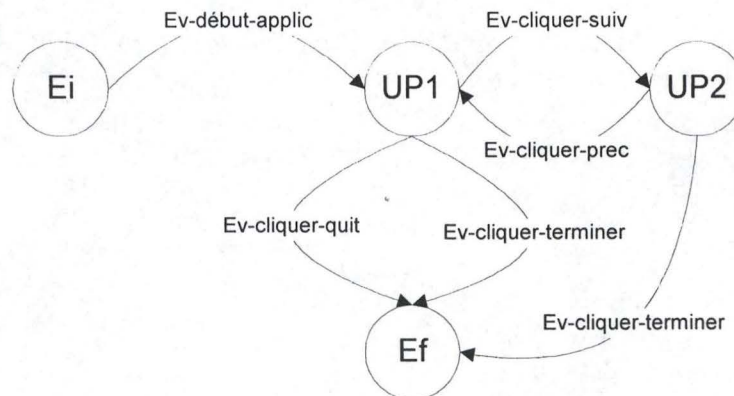 Ev-début-applic
Ev-cliquer-suiv
Ei
UP1
UP2
Ev-cliquer-prec
Ev-cliquer-quit
Ev-cliquer-terminer
Ev-cliquer-terminer
Ef